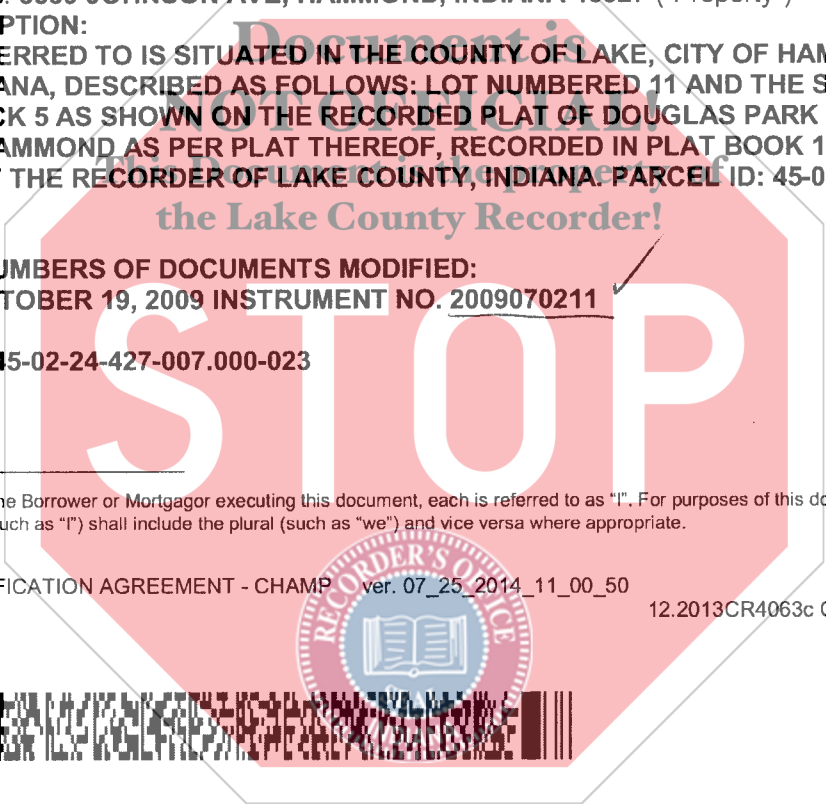 JOHNSON AVE, HAMMOND, INDIANA
PTION:
ERRED TO IS SITUATED IN THE COUNTY OF LAKE, CITY OF HAM
ANA, DESCRIBED AS FOLLOWS: LOT NUMBERED 11 AND THE S
CK 5 AS SHOWN ON THE RECORDED PLAT OF DOUGLAS PARK
AMMOND AS PER PLAT THEREOF, RECORDED IN PLAT BOOK 1
THE RECORDER OF LAKE COUNTY, INDIANA. PARCEL ID: 45-0
Document is
NOT OFFICIAL!
This Document is the property of
the Lake County Recorder!
UMBERS OF DOCUMENTS MODIFIED:
TOBER 19, 2009 INSTRUMENT NO. 2009070211
45-02-24-427-007.000-023
STOP
he Borrower or Mortgagor executing this document, each is referred to as “I”. For purposes of this do
uch as “I”) shall include the plural (such as “we”) and vice versa where appropriate.
FICATION AGREEMENT - CHAMP ver. 07_25_2014_11_00_50
12.2013CR4063c
RECORDER'S OFFICE
INDIANA